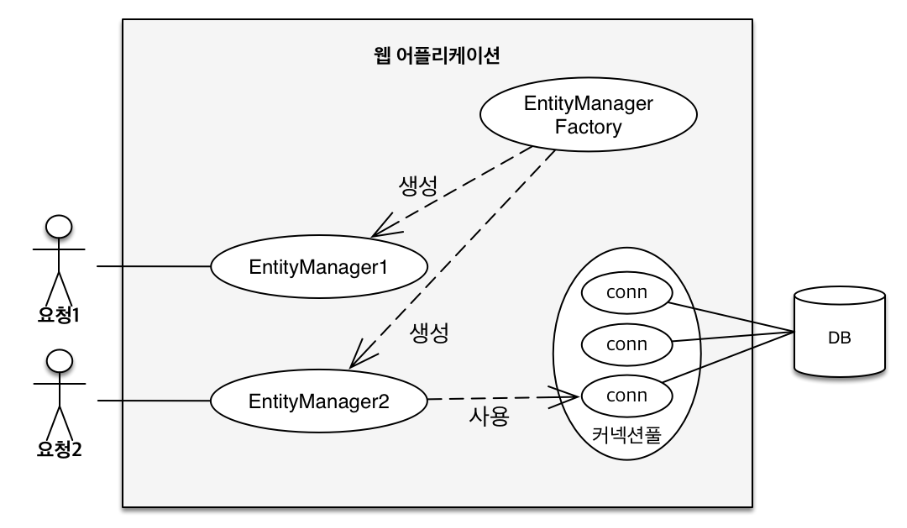 웹 어플리케이션
EntityManager
Factory
생성
요청1
EntityManager1
conn
conn
conn
커넥션풀
DB
생성
요청2
EntityManager2
사용